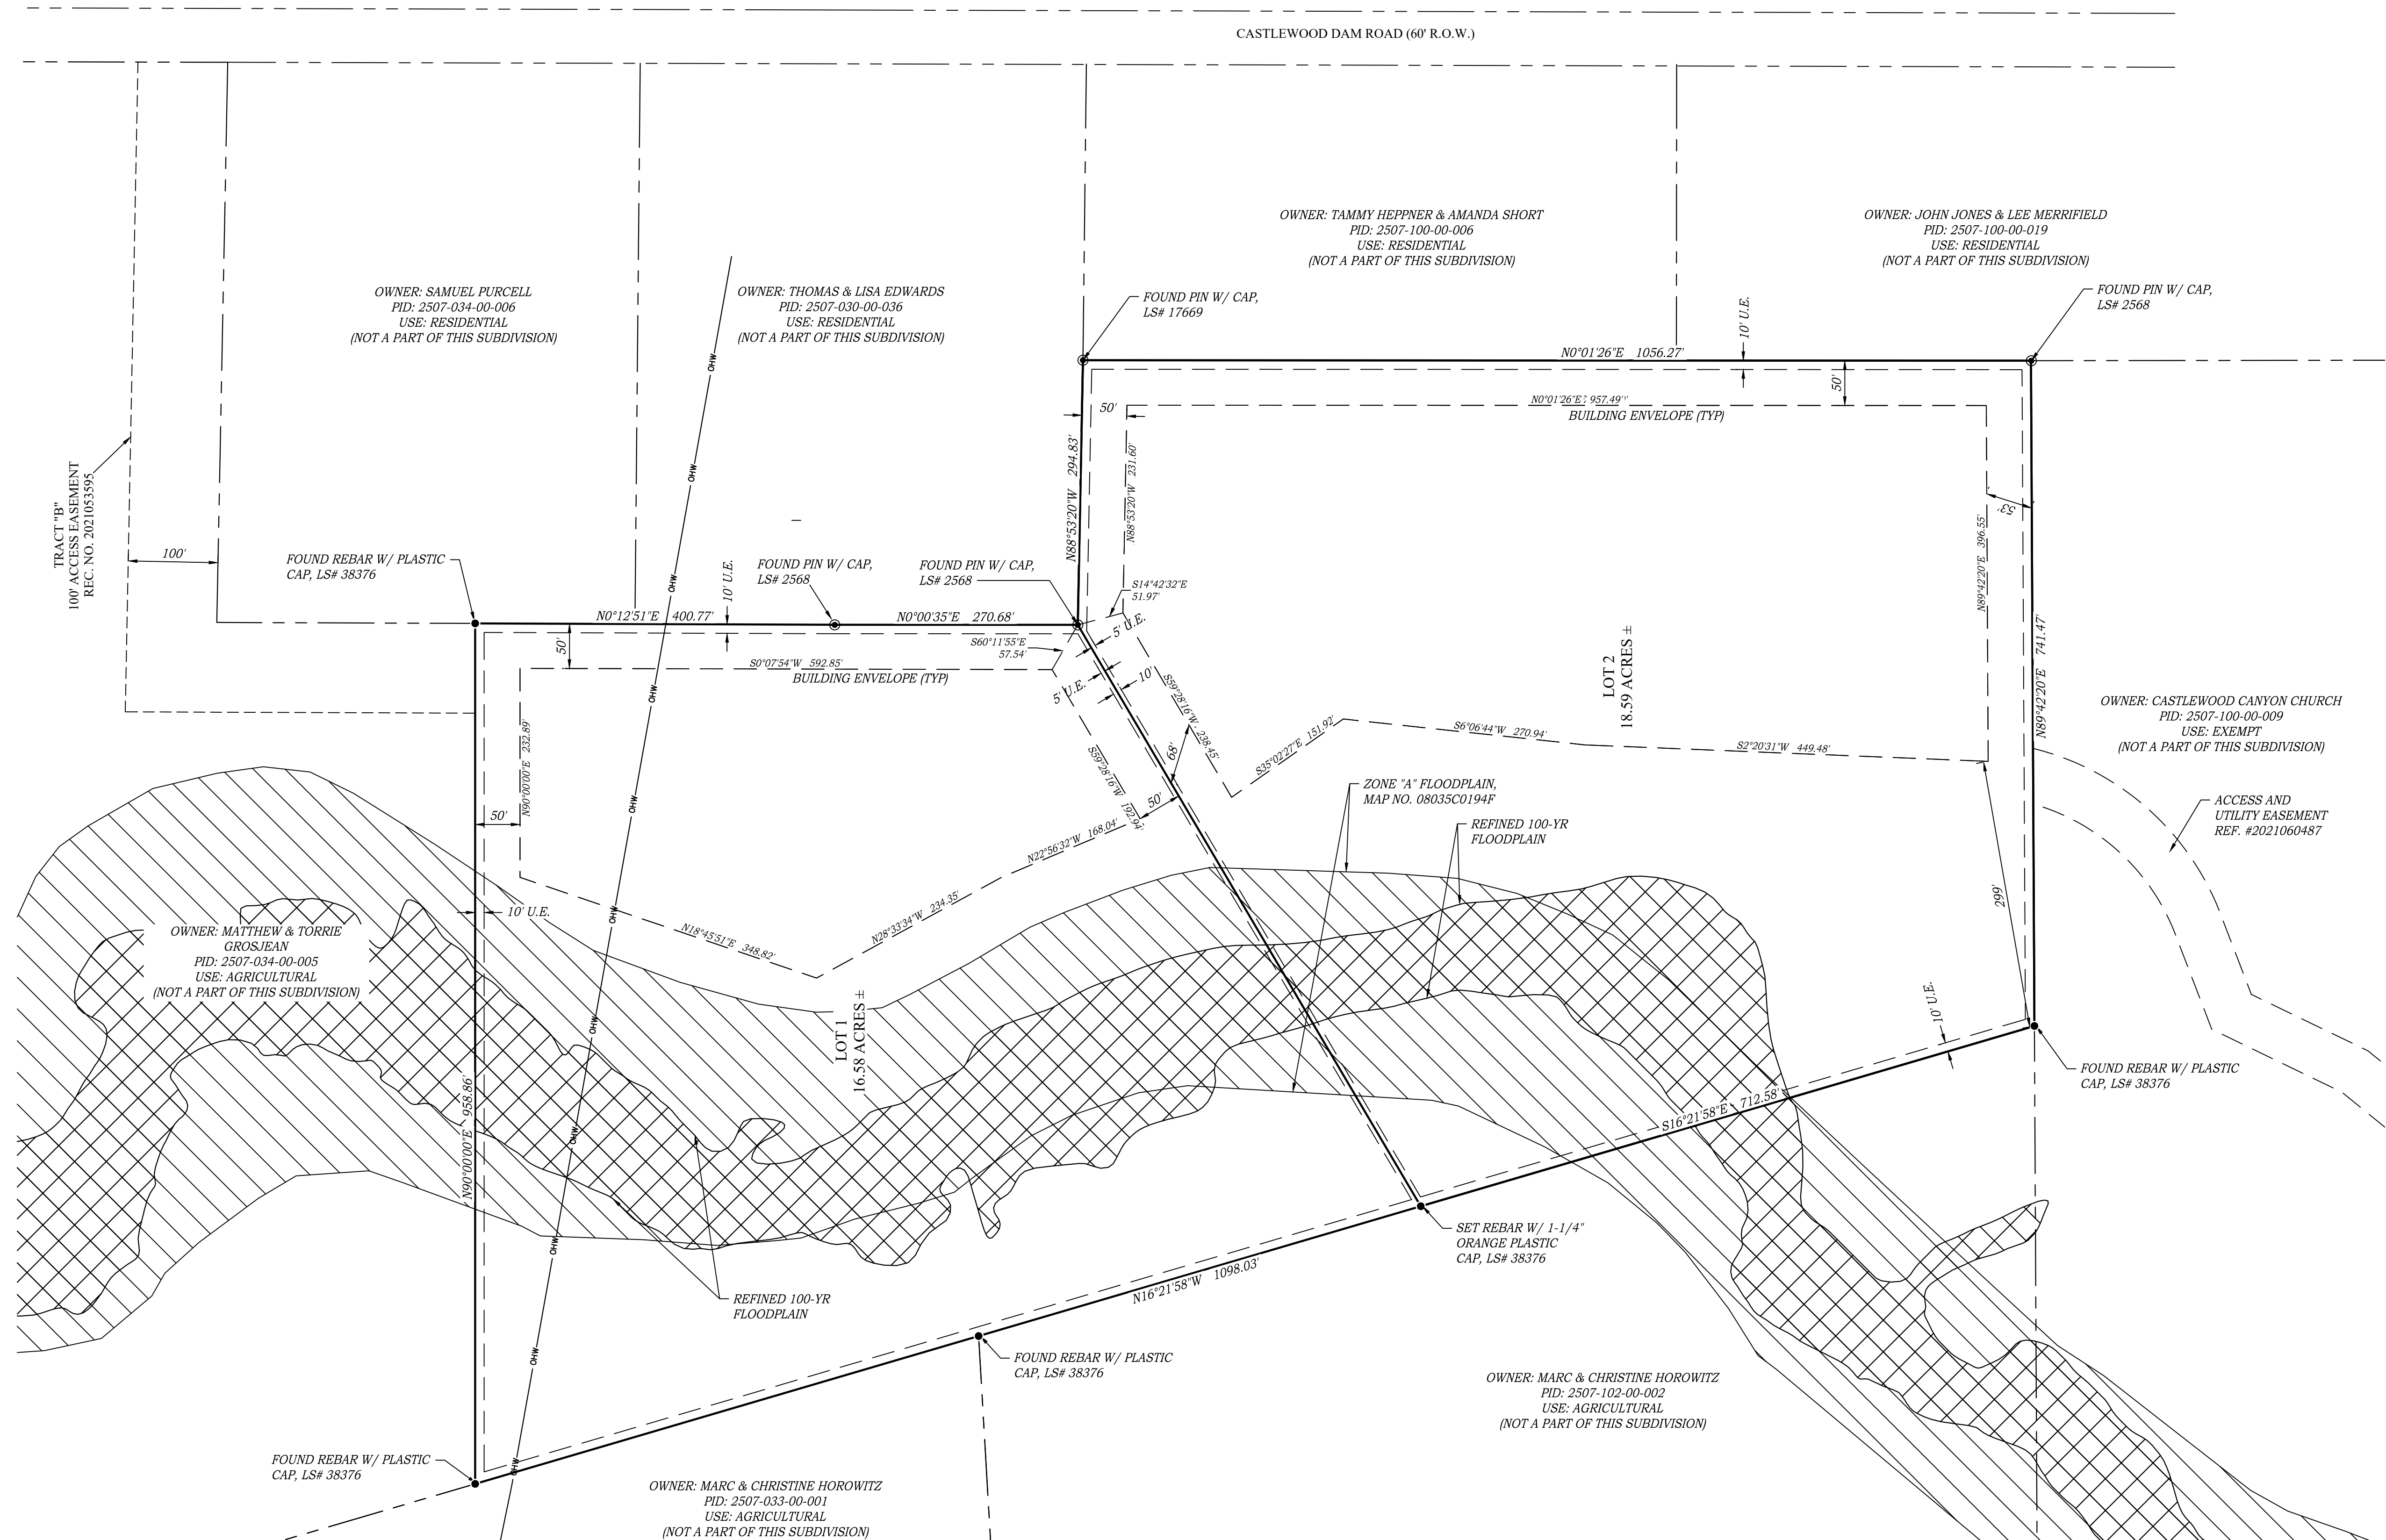 CASTLEWOOD DAM ROAD (60' R.O.W.)
OWNER: TAMMY HEPPNER & AMANDA SHORT
PID: 2507-100-00-006
USE: RESIDENTIAL
(NOT A PART OF THIS SUBDIVISION)
OWNER: JOHN JONES & LEE MERRIFIELD
PID: 2507-100-00-019
USE: RESIDENTIAL
(NOT A PART OF THIS SUBDIVISION)
OWNER: SAMUEL PURCELL
PID: 2507-034-00-006
USE: RESIDENTIAL
(NOT A PART OF THIS SUBDIVISION)
OWNER: THOMAS & LISA EDWARDS
PID: 2507-030-00-036
USE: RESIDENTIAL
(NOT A PART OF THIS SUBDIVISION)
FOUND PIN W/ CAP,
LS# 17669
FOUND PIN W/ CAP,
LS# 2568
10' U.E.
N0°01'26"E 1056.27'
50'
N0°01'26"E 957.49'
BUILDING ENVELOPE (TYP)
50'
N88°53'20"W 294.83'
N88°53'20"W 231.60'
53'
N89°42'20"E 396.55'
N89°42'20"E 741.47'
TRACT "B"
100' ACCESS EASEMENT
REC. NO. 2021053595
100'
FOUND REBAR W/ PLASTIC
CAP, LS# 38376
FOUND PIN W/ CAP,
LS# 2568
FOUND PIN W/ CAP,
LS# 2568
10' U.E.
N0°12'51"E 400.77'
N0°00'35"E 270.68'
S14°42'32"E
51.97'
5' U.E.
S60°11'55"E
57.54'
50'
S0°07'54"W 592.85'
BUILDING ENVELOPE (TYP)
5' U.E.
10'
S59°28'16"W 238.45'
68'
S59°28'16"W 192.94'
50'
S35°02'27"E 151.92'
S6°06'44"W 270.94'
S2°20'31"W 449.48'
LOT 2
18.59 ACRES ±
OWNER: CASTLEWOOD CANYON CHURCH
PID: 2507-100-00-009
USE: EXEMPT
(NOT A PART OF THIS SUBDIVISION)
ACCESS AND
UTILITY EASEMENT
REF. #2021060487
ZONE "A" FLOODPLAIN,
MAP NO. 08035C0194F
REFINED 100-YR
FLOODPLAIN
N90°00'00"E 232.89'
50'
N22°56'32"W 168.04'
N28°33'34"W 234.35'
N18°45'51"E 348.82'
10' U.E.
299'
OWNER: MATTHEW & TORRIE
GROSJEAN
PID: 2507-034-00-005
USE: AGRICULTURAL
(NOT A PART OF THIS SUBDIVISION)
LOT 1
16.58 ACRES ±
10' U.E.
FOUND REBAR W/ PLASTIC
CAP, LS# 38376
S16°21'58"E 712.58'
N90°00'00"E 958.86'
SET REBAR W/ 1-1/4"
ORANGE PLASTIC
CAP, LS# 38376
N16°21'58"W 1098.03'
REFINED 100-YR
FLOODPLAIN
FOUND REBAR W/ PLASTIC
CAP, LS# 38376
OWNER: MARC & CHRISTINE HOROWITZ
PID: 2507-102-00-002
USE: AGRICULTURAL
(NOT A PART OF THIS SUBDIVISION)
FOUND REBAR W/ PLASTIC
CAP, LS# 38376
OWNER: MARC & CHRISTINE HOROWITZ
PID: 2507-033-00-001
USE: AGRICULTURAL
(NOT A PART OF THIS SUBDIVISION)
OHW
OHW
OHW
OHW
OHW
OHW
OHW
OHW
OHW
OHW
OHW